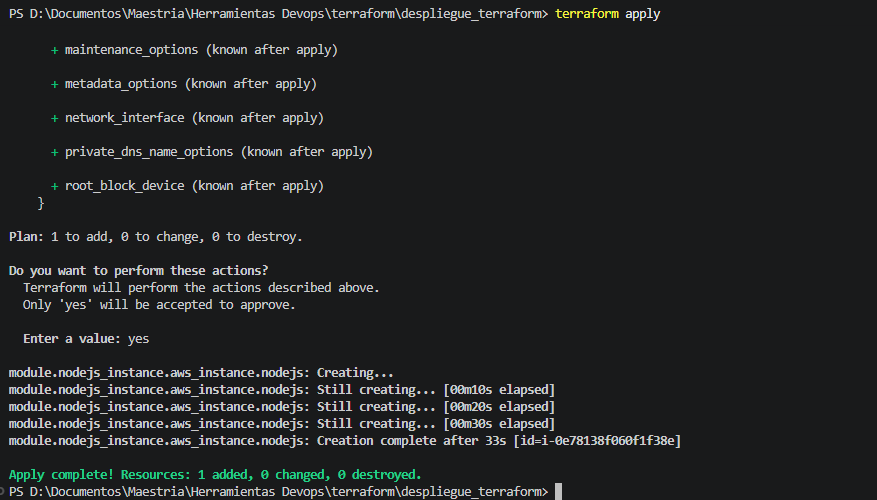 PS D:\Documentos\Maestria\Herramientas Devops\terraform\despliegue_terraform> terraform apply
+ maintenance_options (known after apply)
+ metadata_options (known after apply)
+ network_interface (known after apply)
+ private_dns_name_options (known after apply)
+ root_block_device (known after apply)
}
Plan: 1 to add, 0 to change, 0 to destroy.
Do you want to perform these actions?
Terraform will perform the actions described above.
Only 'yes' will be accepted to approve.
Enter a value: yes
module.nodejs_instance.aws_instance.nodejs: Creating...
module.nodejs_instance.aws_instance.nodejs: Still creating... [00m10s elapsed]
module.nodejs_instance.aws_instance.nodejs: Still creating... [00m20s elapsed]
module.nodejs_instance.aws_instance.nodejs: Still creating... [00m30s elapsed]
module.nodejs_instance.aws_instance.nodejs: Creation complete after 33s [id=i-0e78138f060f1f38e]
Apply complete! Resources: 1 added, 0 changed, 0 destroyed.
PS D:\Documentos\Maestria\Herramientas Devops\terraform\despliegue_terraform>